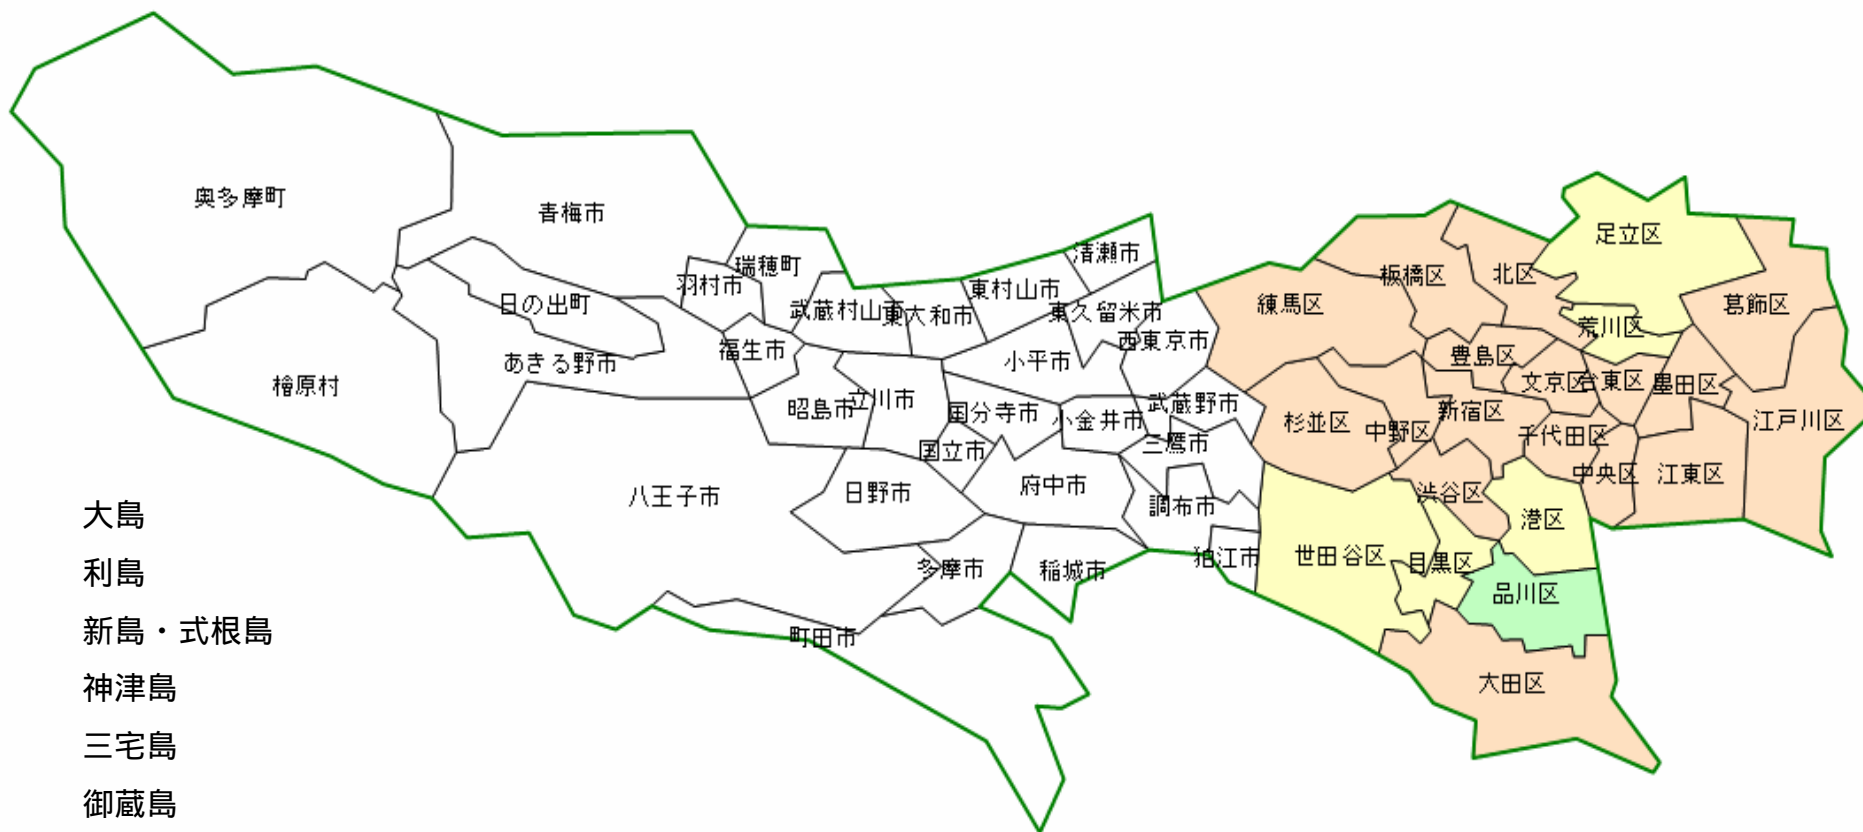 奥多摩町
青梅市
足立区
清瀬市
瑞穂町
羽村市
東村山市
日の出町
武蔵村山市
東大和市
東久留米市
板橋区
北区
練馬区
葛飾区
荒川区
西東京市
福生市
あきる野市
小平市
豊島区
檜原村
文京区
台東区
墨田区
昭島市
立川市
国分寺市
小金井市
武蔵野市
杉並区
中野区
新宿区
千代田区
江戸川区
国立市
三鷹市
中央区
江東区
八王子市
日野市
府中市
調布市
渋谷区
港区
世田谷区
目黒区
狛江市
多摩市
稲城市
品川区
町田市
大田区
大島
利島
新島・式根島
神津島
三宅島
御蔵島